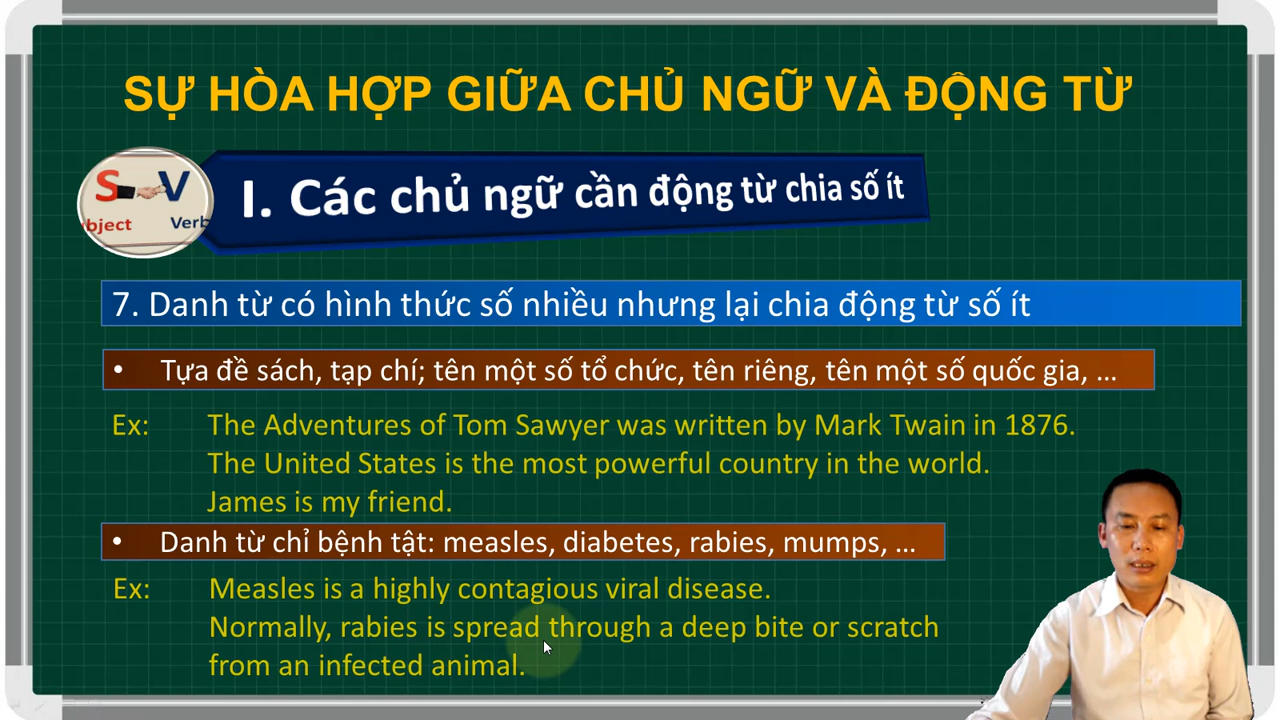 SỰ HÒA HỢP GIỮA CHỦ NGỮ VÀ ĐỘNG TỪ
S V
bject Verb
I. Các chủ ngữ cần động từ chia số ít
7. Danh từ có hình thức số nhiều nhưng lại chia động từ số ít
• Tựa đề sách, tạp chí; tên một số tổ chức, tên riêng, tên một số quốc gia, ...
Ex: The Adventures of Tom Sawyer was written by Mark Twain in 1876.
The United States is the most powerful country in the world.
James is my friend.
• Danh từ chỉ bệnh tật: measles, diabetes, rabies, mumps, ...
Ex: Measles is a highly contagious viral disease.
Normally, rabies is spread through a deep bite or scratch
from an infected animal.